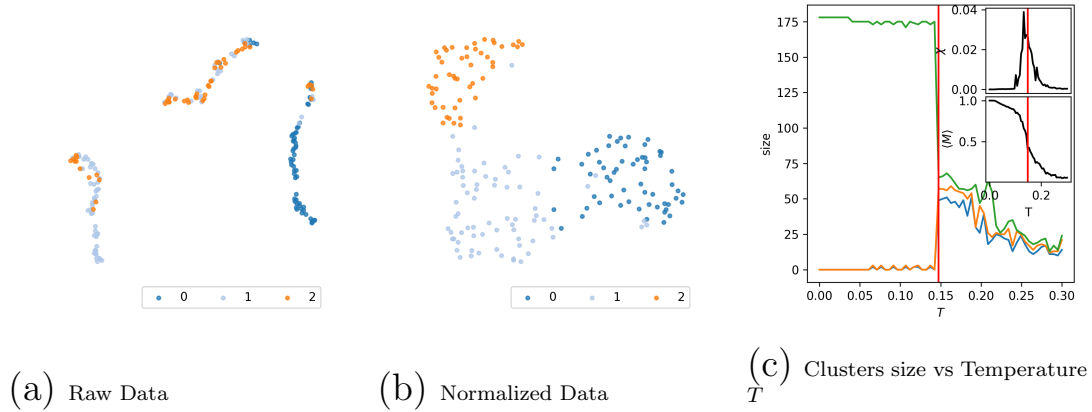 0 1 2
0 1 2
175
150
125
100
75
50
25
0
size
0.00 0.05 0.10 0.15 0.20 0.25 0.30
T
0.04
0.02
0.00
χ
1.0
0.5
⟨M⟩
0.0 0.2
T
(a) Raw Data
(b) Normalized Data
(c) Clusters size vs Temperature
T